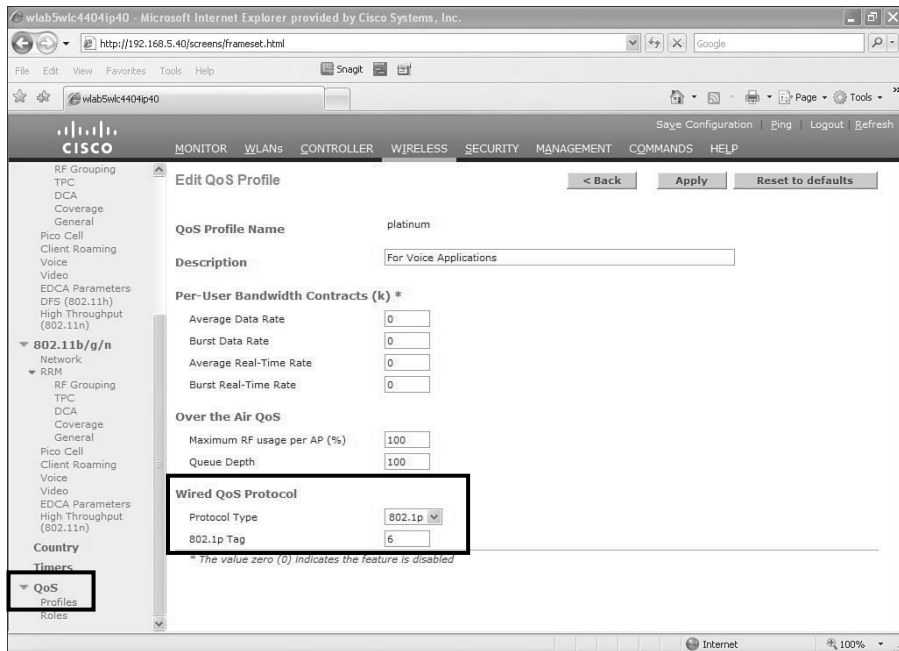 wlab5wlc4404ip40 - Microsoft Internet Explorer provided by Cisco Systems, Inc.
http://192.168.5.40/screens/frameset.html
Google
File Edit View Favorites Tools Help
Snagit
wlab5wlc4404ip40
Page Tools
Save Configuration | Ping | Logout | Refresh
CISCO
MONITOR WLANs CONTROLLER WIRELESS SECURITY MANAGEMENT COMMANDS HELP
RF Grouping
TPC
DCA
Coverage
General
Pico Cell
Client Roaming
Voice
Video
EDCA Parameters
DFS (802.11h)
High Throughput
(802.11n)
802.11b/g/n
Network
RRM
RF Grouping
TPC
DCA
Coverage
General
Pico Cell
Client Roaming
Voice
Video
EDCA Parameters
High Throughput
(802.11n)
Country
Timers
QoS
Profiles
Roles
Edit QoS Profile
< Back
Apply
Reset to defaults
QoS Profile Name platinum
Description For Voice Applications
Per-User Bandwidth Contracts (k) *
Average Data Rate 0
Burst Data Rate 0
Average Real-Time Rate 0
Burst Real-Time Rate 0
Over the Air QoS
Maximum RF usage per AP (%) 100
Queue Depth 100
Wired QoS Protocol
Protocol Type 802.1p
802.1p Tag 6
* The value zero (0) indicates the feature is disabled
Internet
100%